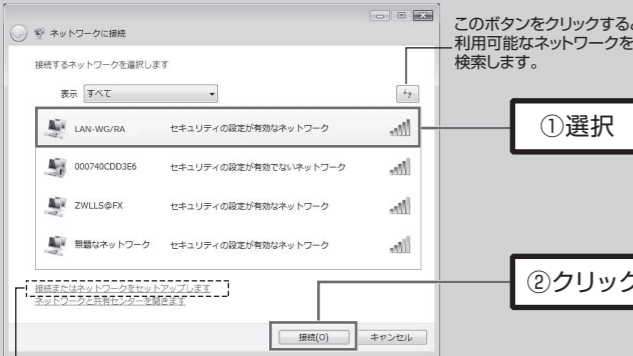 ネットワークに接続
接続するネットワークを選択します
表示 すべて
LAN-WG/RA セキュリティの設定が有効なネットワーク
000740CDD3E6 セキュリティの設定が有効でないネットワーク
ZWLLS@FX セキュリティの設定が有効なネットワーク
無題なネットワーク セキュリティの設定が有効なネットワーク
接続またはネットワークをセットアップします
ネットワークと共有センターを開きます
接続(O) キャンセル
このボタンをクリックすると
利用可能なネットワークを
検索します。
①選択
②クリック